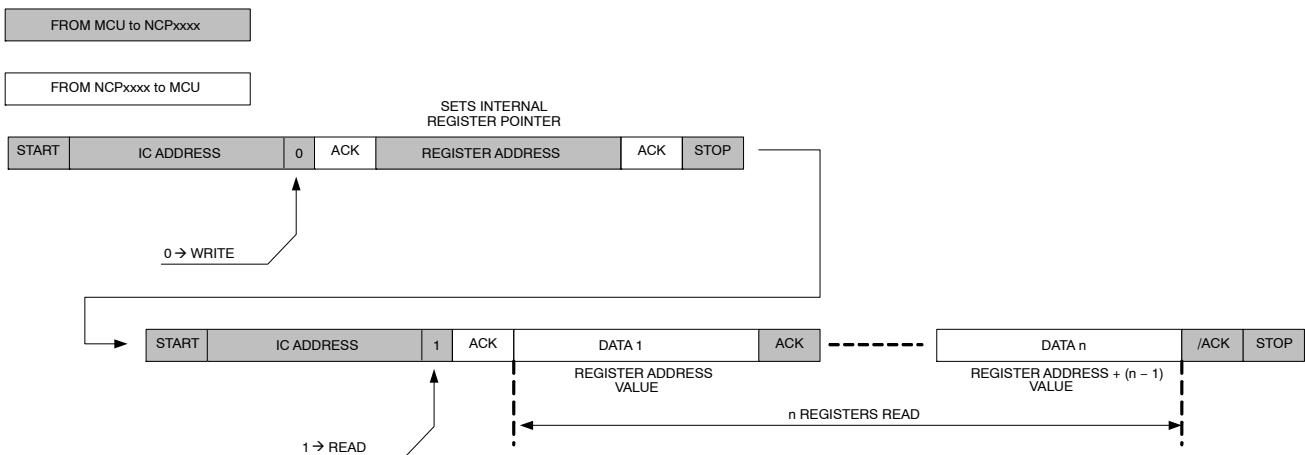 FROM MCU to NCPxxxx
FROM NCPxxxx to MCU
SETS INTERNAL
REGISTER POINTER
START IC ADDRESS 0 ACK REGISTER ADDRESS ACK STOP
0 → WRITE
START IC ADDRESS 1 ACK DATA 1 ACK DATA n /ACK STOP
REGISTER ADDRESS
VALUE
REGISTER ADDRESS + (n − 1)
VALUE
n REGISTERS READ
1 → READ